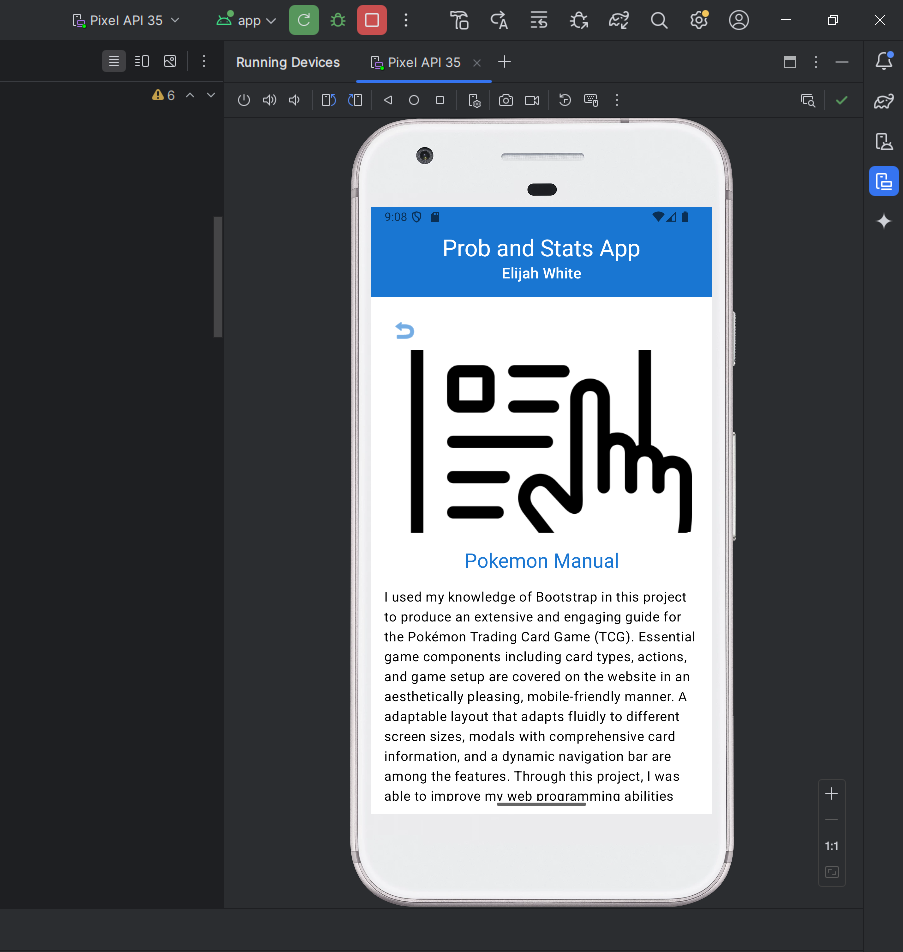 Pixel API 35
app
Running Devices
Pixel API 35
6
9:08
Prob and Stats App
Elijah White
Pokemon Manual
I used my knowledge of Bootstrap in this project
to produce an extensive and engaging guide for
the Pokémon Trading Card Game (TCG). Essential
game components including card types, actions,
and game setup are covered on the website in an
aesthetically pleasing, mobile-friendly manner. A
adaptable layout that adapts fluidly to different
screen sizes, modals with comprehensive card
information, and a dynamic navigation bar are
among the features. Through this project, I was
able to improve my web programming abilities
1:1